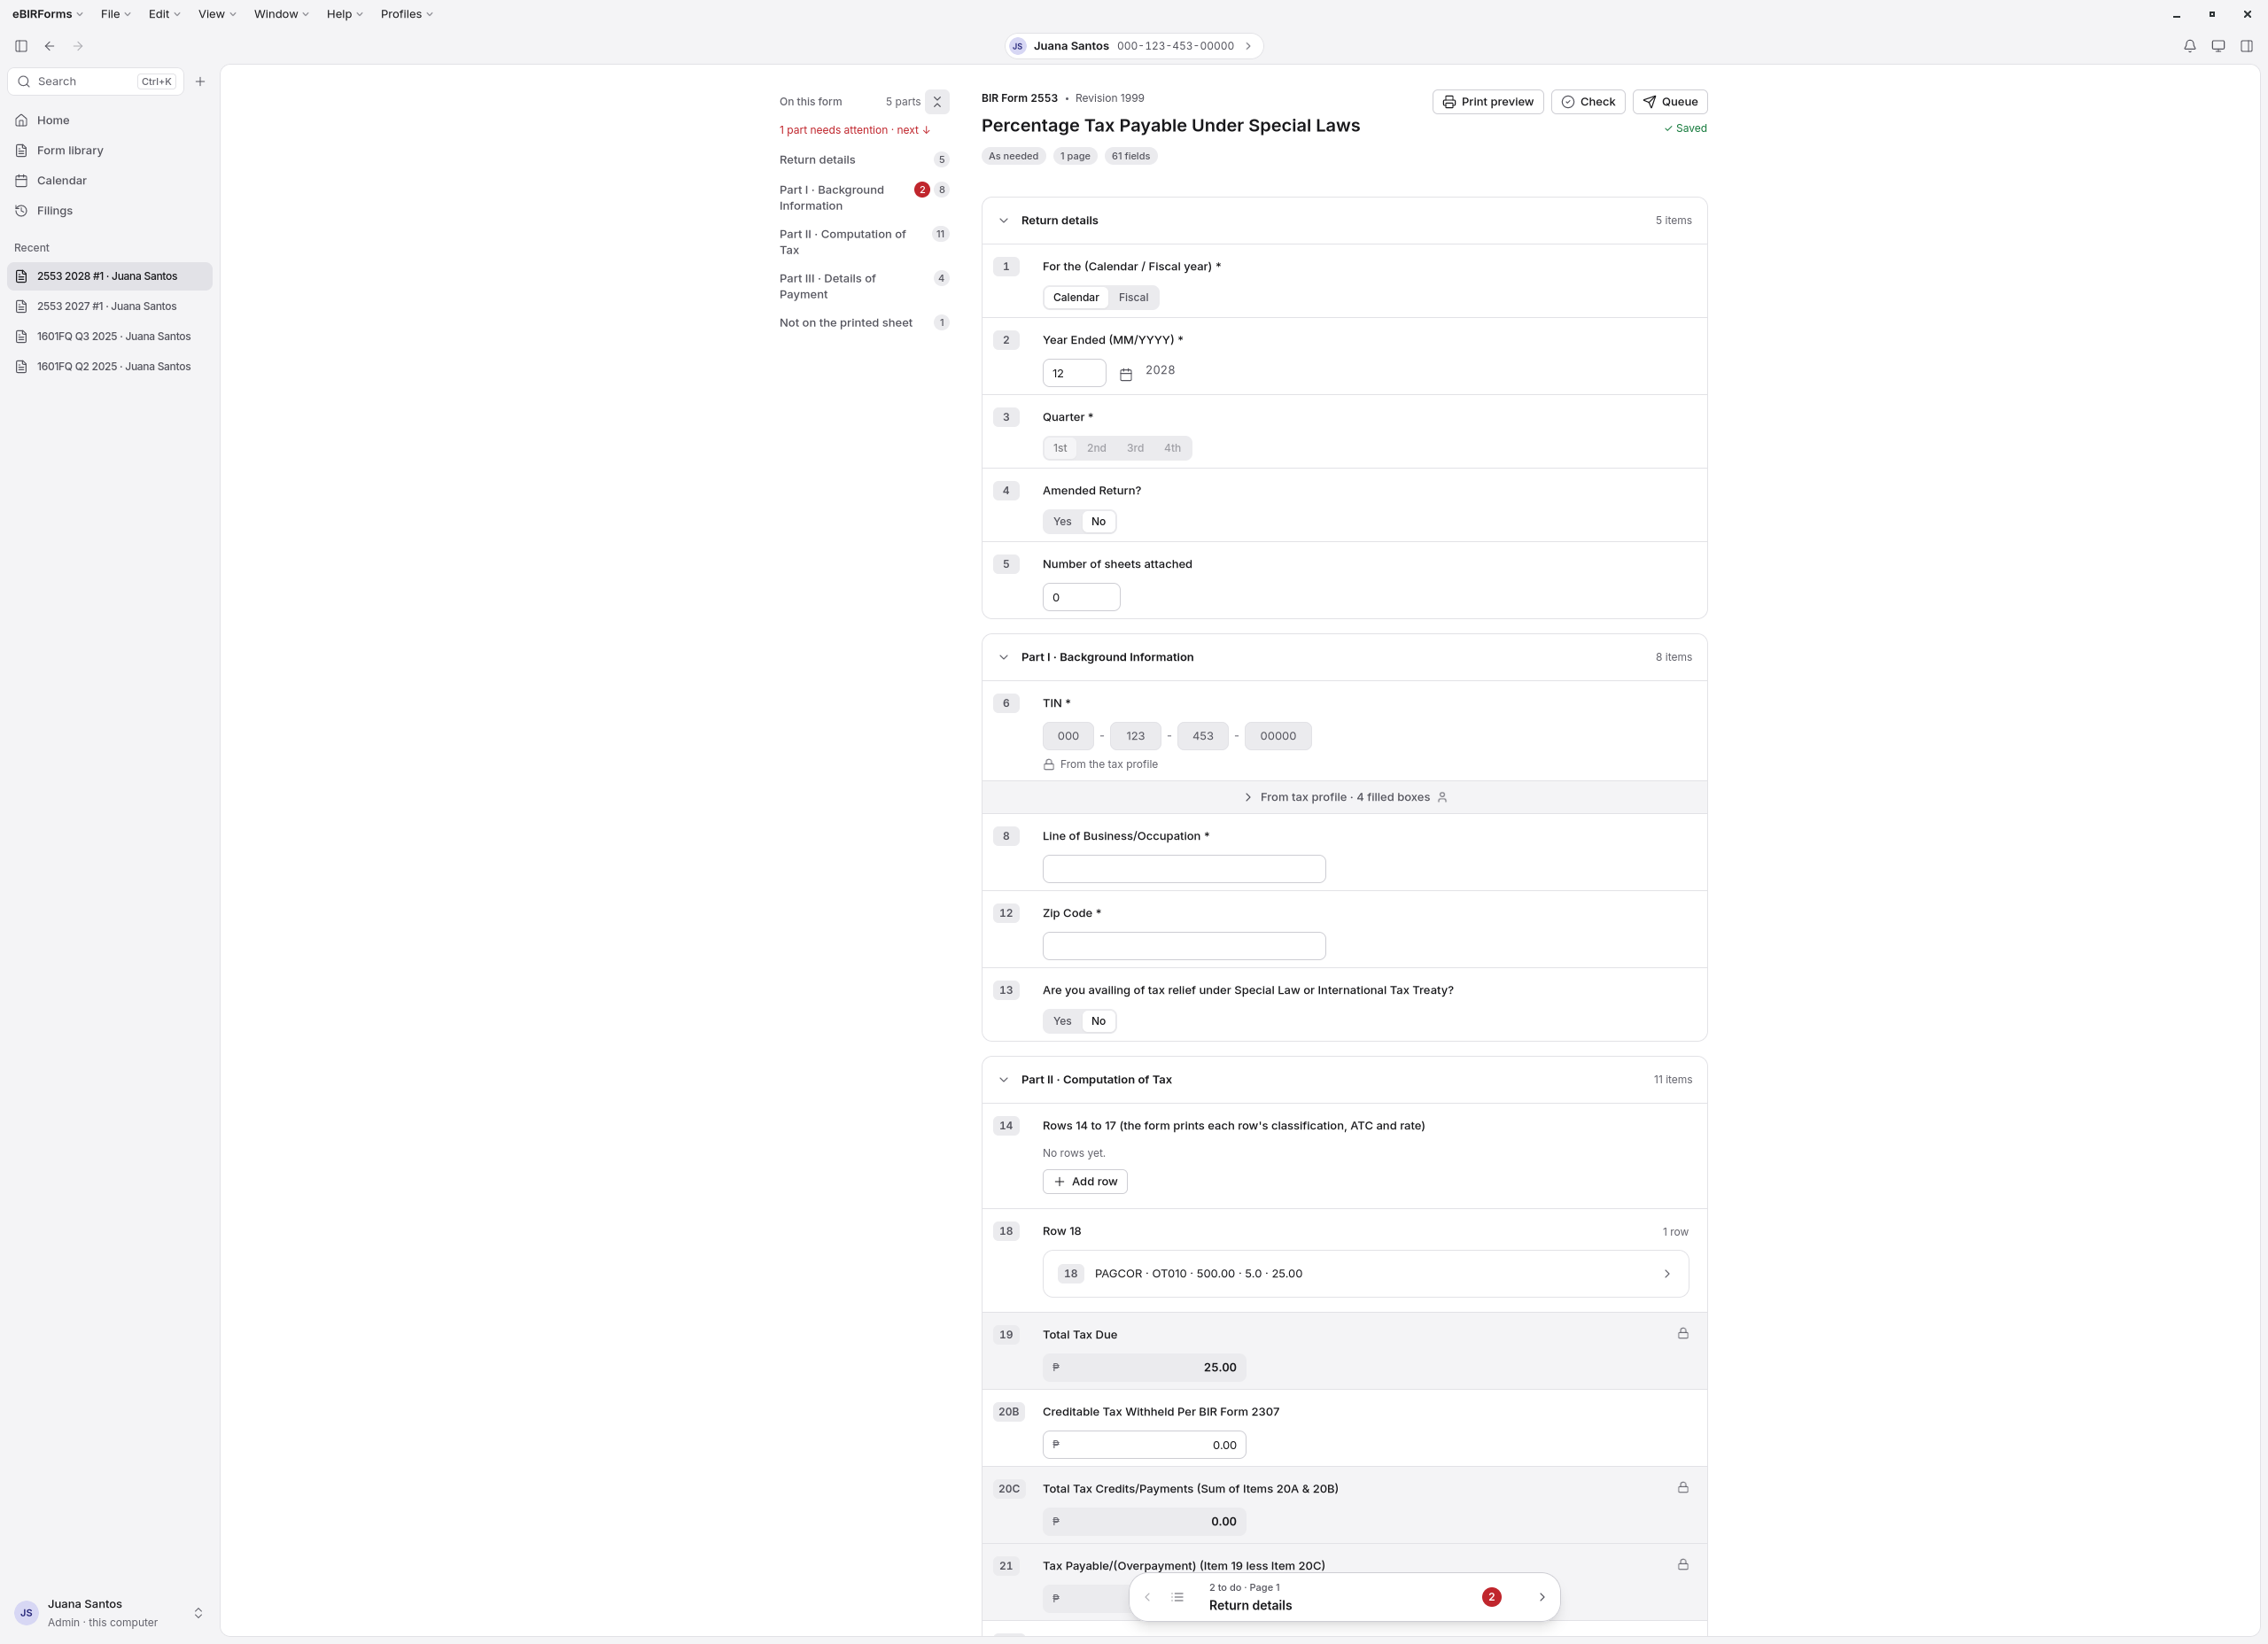 eBIRForms File Edit View Window Help Profiles
JS Juana Santos 000-123-453-00000
Search Ctrl+K
Home
Form library
Calendar
Filings
Recent
2553 2028 #1 · Juana Santos
2553 2027 #1 · Juana Santos
1601FQ Q3 2025 · Juana Santos
1601FQ Q2 2025 · Juana Santos
JS Juana Santos
Admin · this computer
On this form 5 parts
1 part needs attention · next ↓
Return details 5
Part I · Background Information 2 8
Part II · Computation of Tax 11
Part III · Details of Payment 4
Not on the printed sheet 1
BIR Form 2553 • Revision 1999
Percentage Tax Payable Under Special Laws
As needed 1 page 61 fields
Print preview Check Queue
✓ Saved
Return details 5 items
1 For the (Calendar / Fiscal year) *
Calendar Fiscal
2 Year Ended (MM/YYYY) *
12 2028
3 Quarter *
1st 2nd 3rd 4th
4 Amended Return?
Yes No
5 Number of sheets attached
0
Part I · Background Information 8 items
6 TIN *
000 - 123 - 453 - 00000
From the tax profile
From tax profile · 4 filled boxes
8 Line of Business/Occupation *
12 Zip Code *
13 Are you availing of tax relief under Special Law or International Tax Treaty?
Yes No
Part II · Computation of Tax 11 items
14 Rows 14 to 17 (the form prints each row's classification, ATC and rate)
No rows yet.
Add row
18 Row 18 1 row
18 PAGCOR · OT010 · 500.00 · 5.0 · 25.00
19 Total Tax Due
₱ 25.00
20B Creditable Tax Withheld Per BIR Form 2307
₱ 0.00
20C Total Tax Credits/Payments (Sum of Items 20A & 20B)
₱ 0.00
21 Tax Payable/(Overpayment) (Item 19 less Item 20C)
₱
2 to do · Page 1
Return details 2